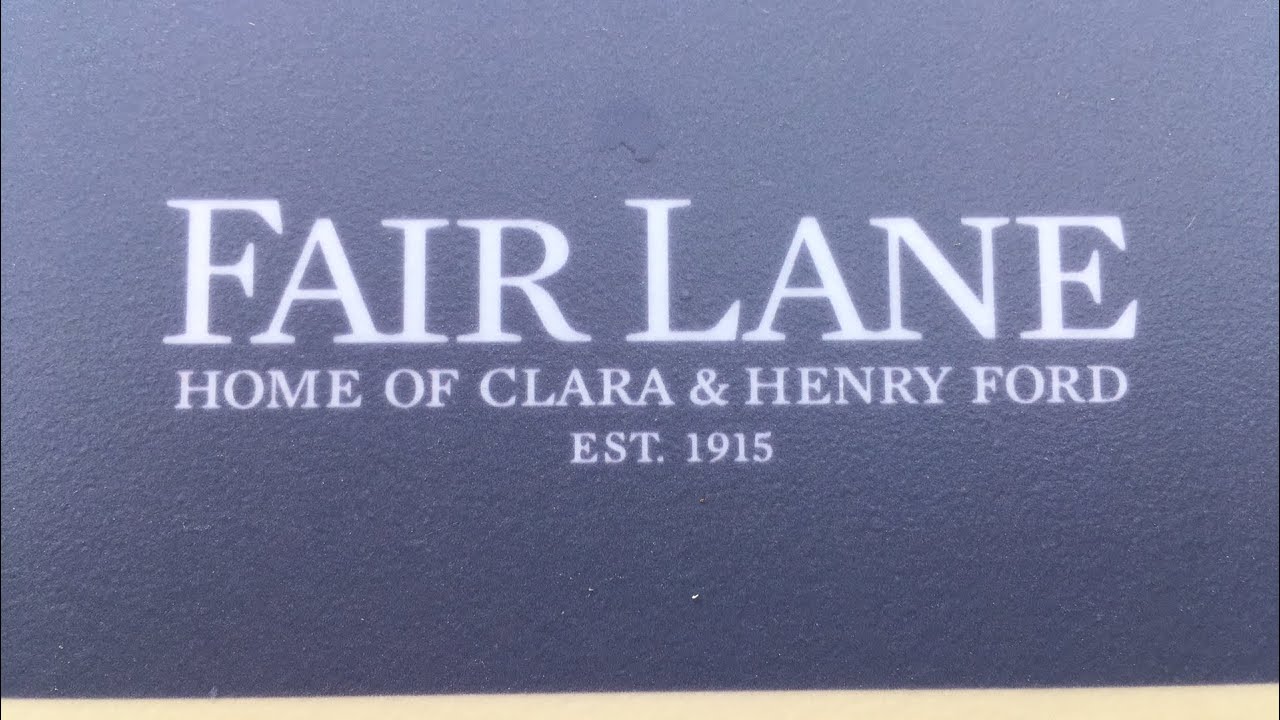 FAIR LANE
HOME OF CLARA & HENRY FORD
EST. 1915